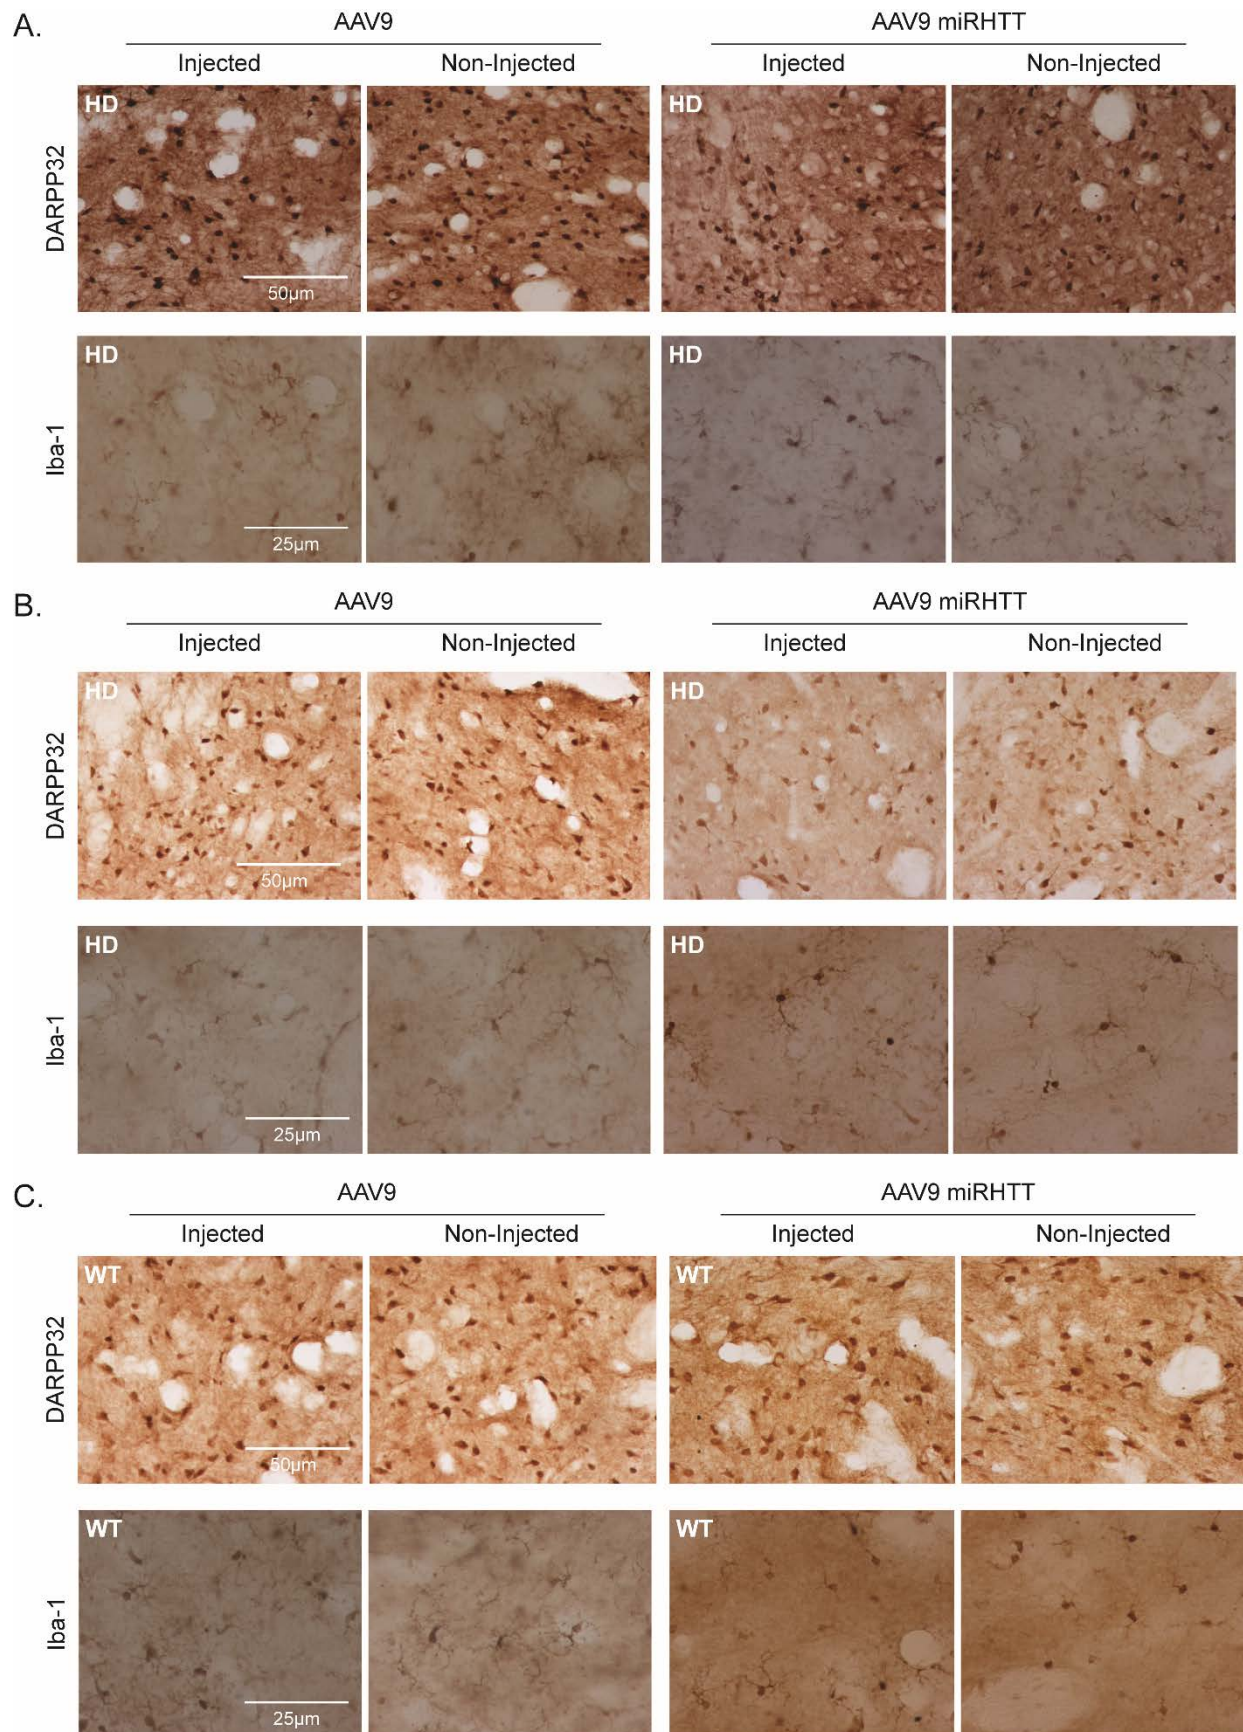 A.
AAV9 AAV9 miRHTT
Injected Non-Injected Injected Non-Injected
DARPP32
HD HD
50µm
Iba-1
HD HD
25µm
B.
AAV9 AAV9 miRHTT
Injected Non-Injected Injected Non-Injected
DARPP32
HD HD
50µm
Iba-1
HD HD
25µm
C.
AAV9 AAV9 miRHTT
Injected Non-Injected Injected Non-Injected
DARPP32
WT WT
50µm
Iba-1
WT WT
25µm